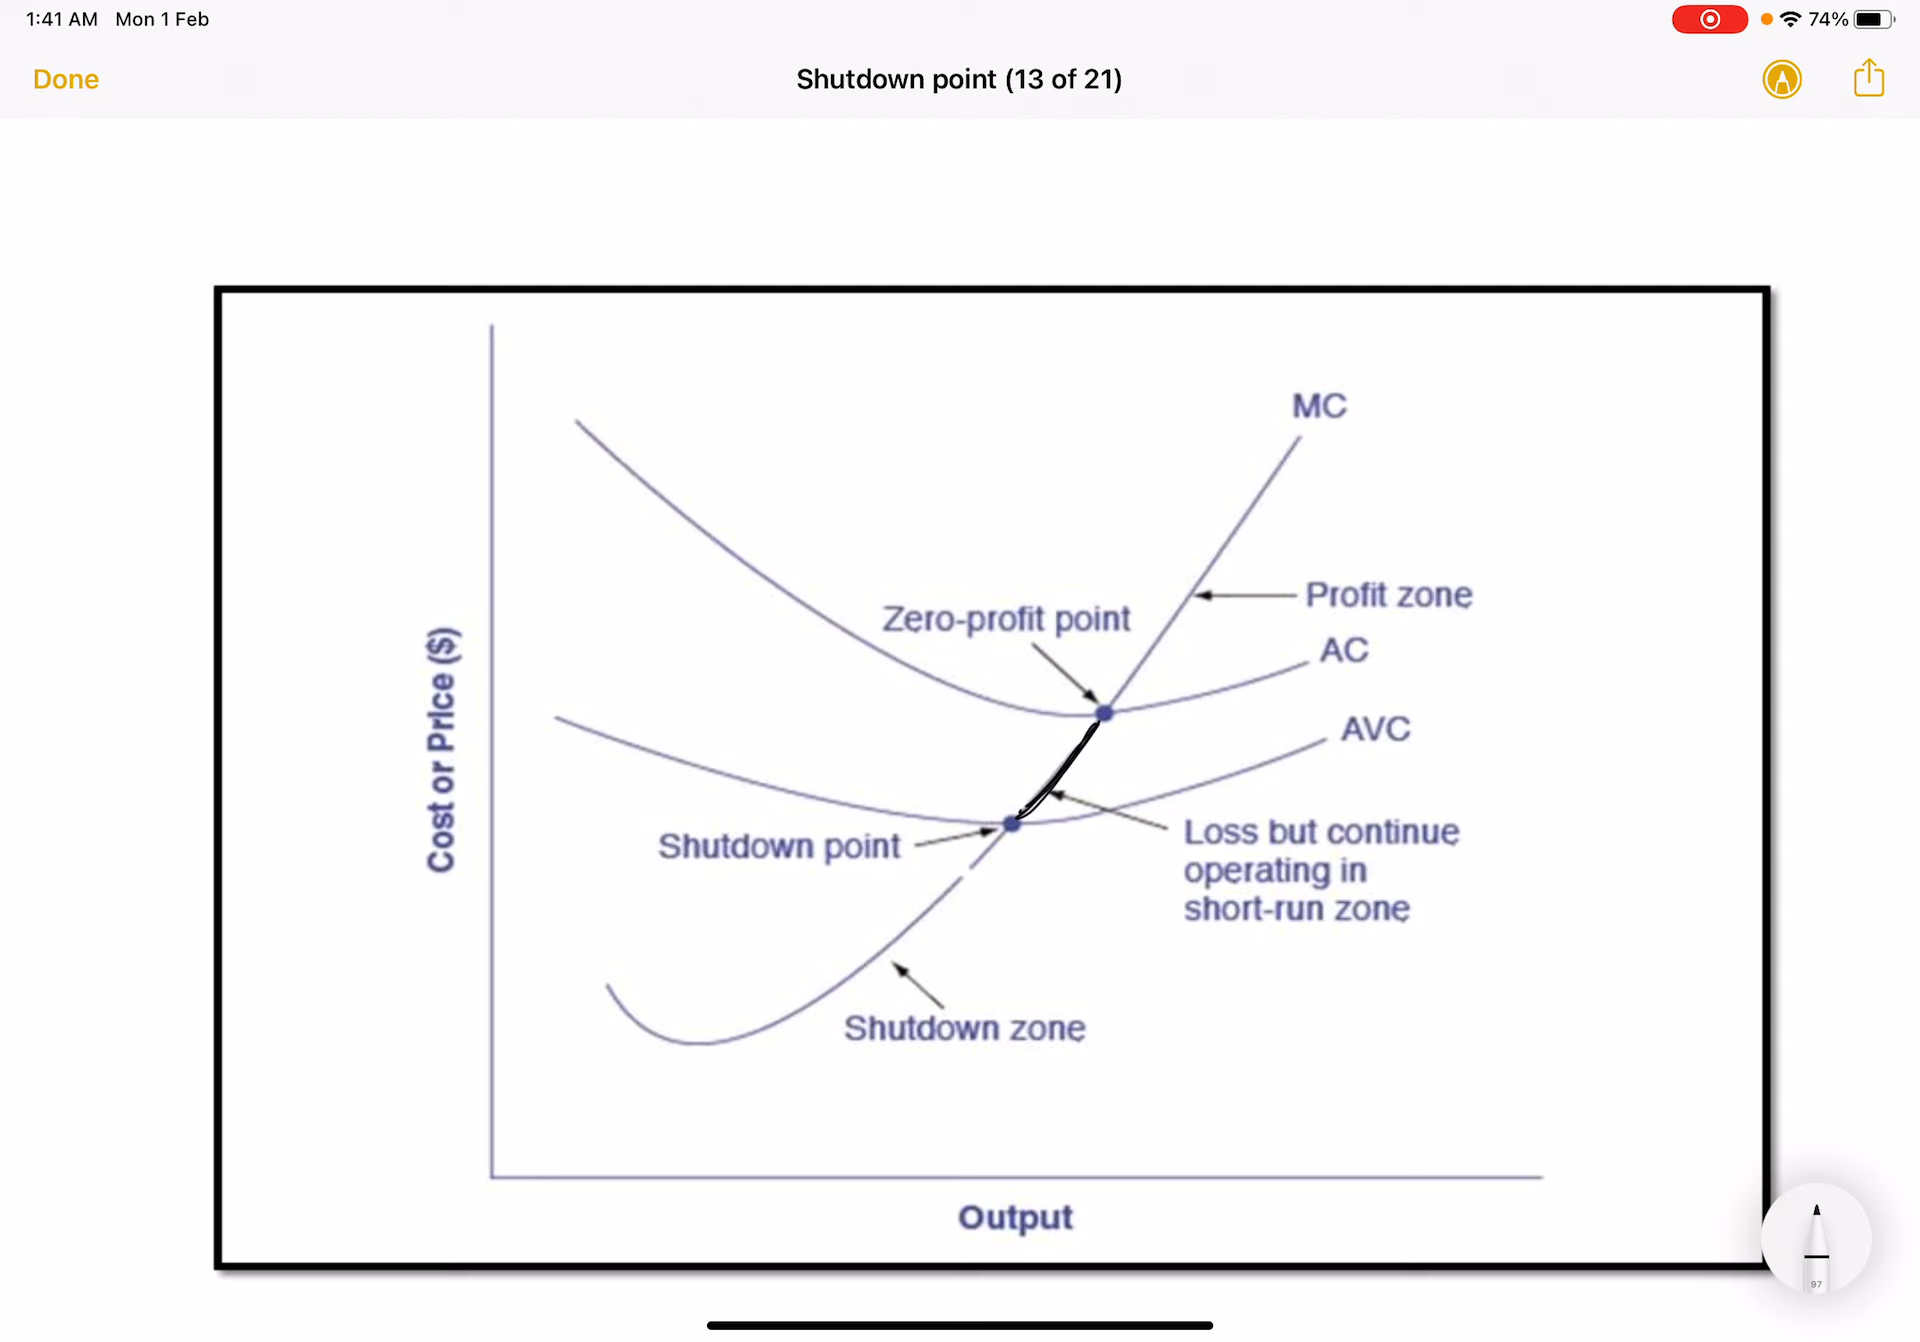 1:41 AM Mon 1 Feb
74%
Done
Shutdown point (13 of 21)
MC
Profit zone
Zero-profit point
AC
AVC
Cost or Price ($)
Shutdown point
Loss but continue
operating in
short-run zone
Shutdown zone
Output
97